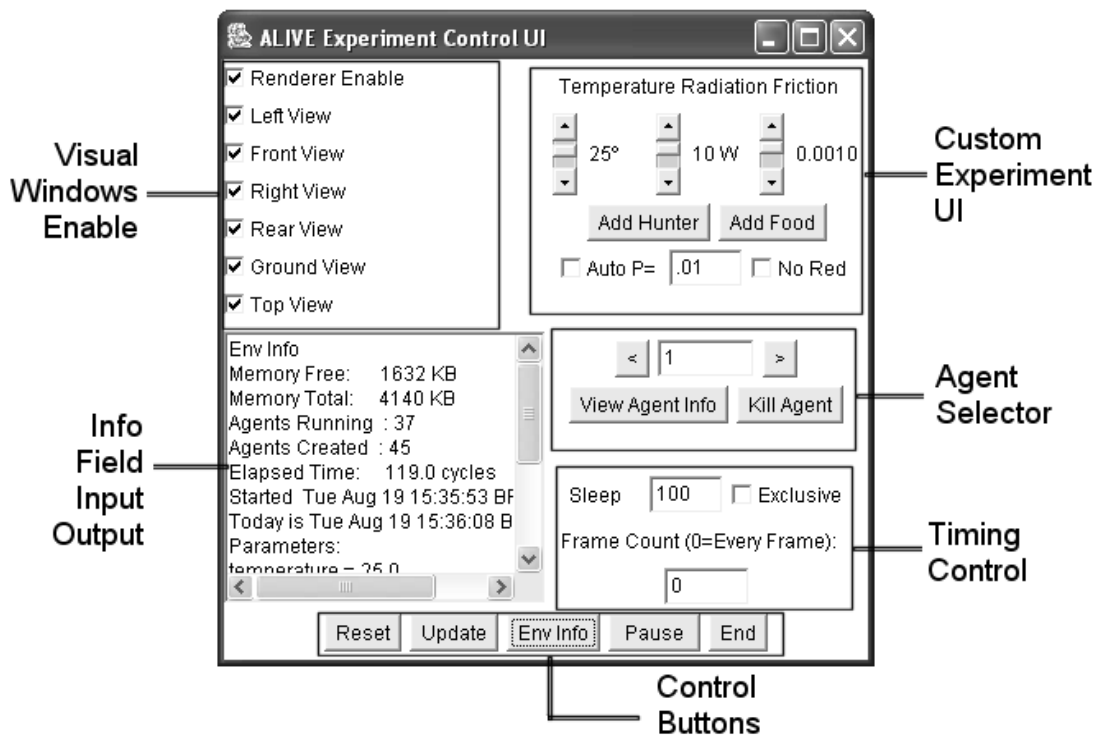 ALIVE Experiment Control UI
Visual
Windows
Enable
Renderer Enable
Left View
Front View
Right View
Rear View
Ground View
Top View
Temperature Radiation Friction
25° 10 W 0.0010
Add Hunter Add Food
Auto P= .01 No Red
Custom
Experiment
UI
Info
Field
Input
Output
Env Info
Memory Free: 1632 KB
Memory Total: 4140 KB
Agents Running : 37
Agents Created : 45
Elapsed Time: 119.0 cycles
Started Tue Aug 19 15:35:53 BF
Today is Tue Aug 19 15:36:08 B
Parameters:
temperature = 25.0
< 1 >
View Agent Info Kill Agent
Agent
Selector
Sleep 100 Exclusive
Frame Count (0=Every Frame):
0
Timing
Control
Reset Update Env Info Pause End
Control
Buttons